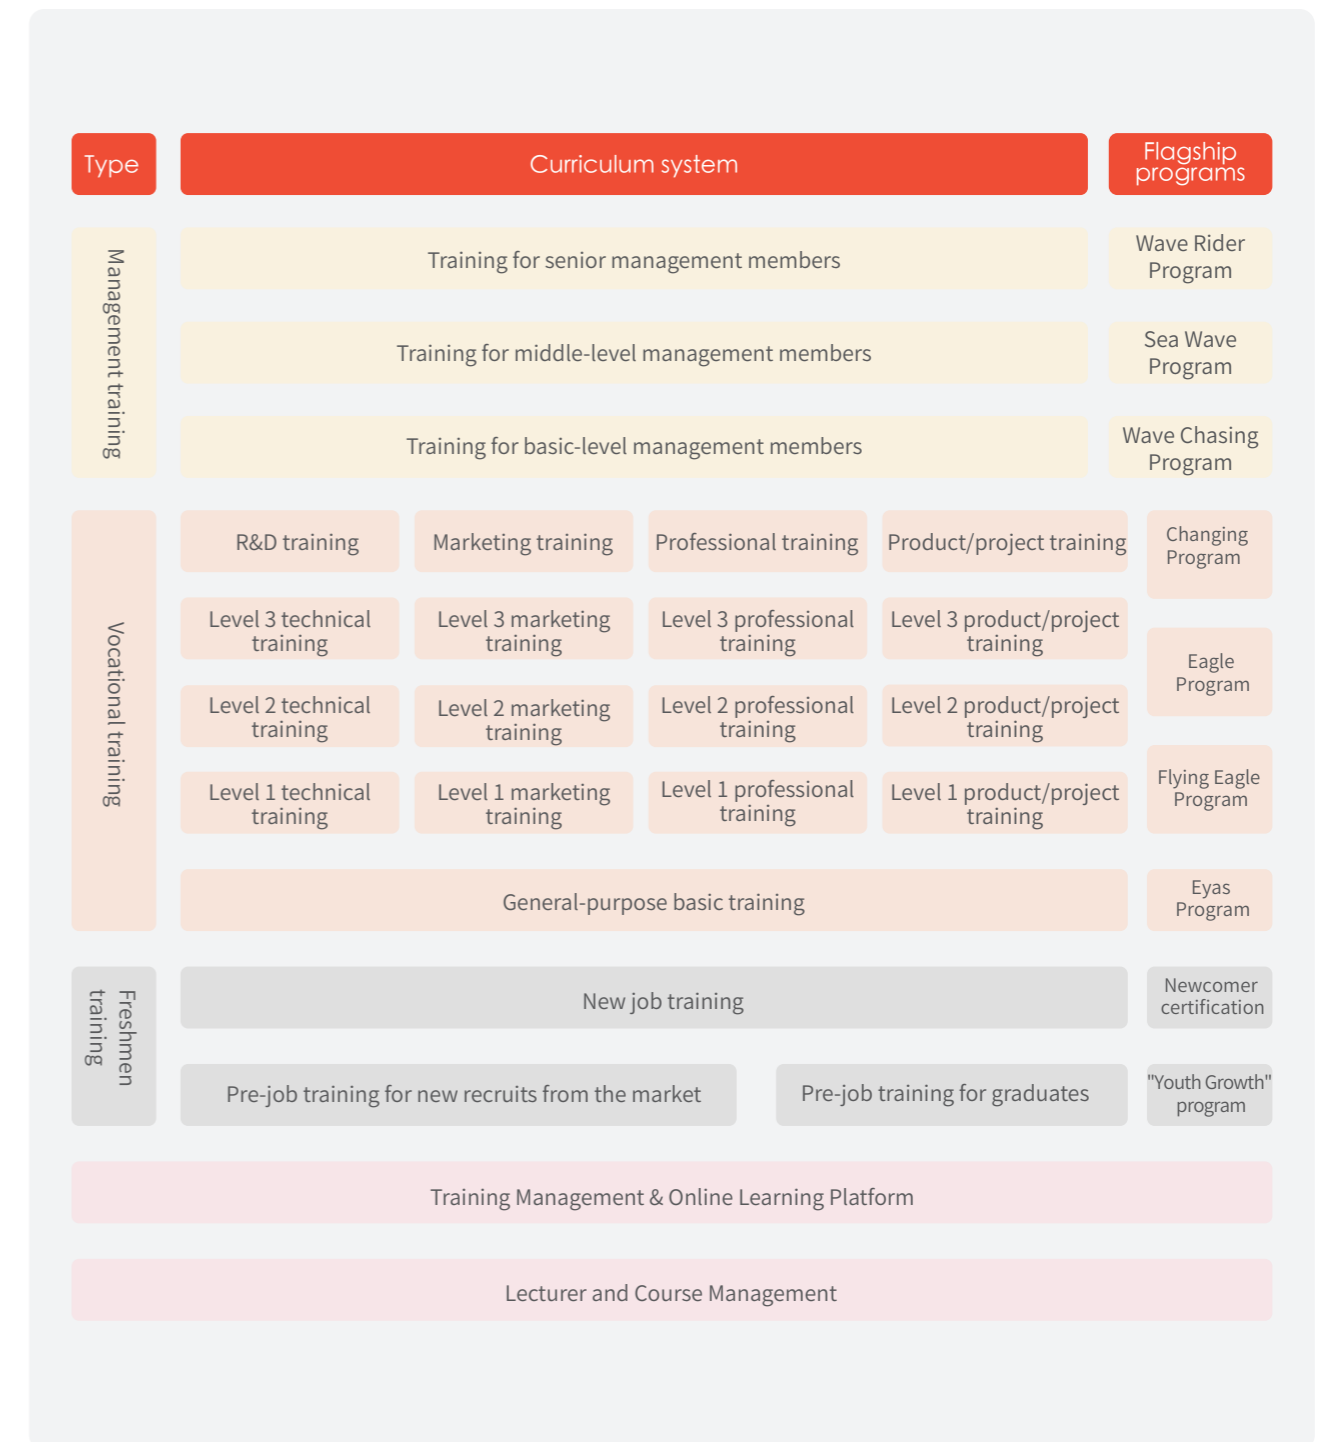 Type
Curriculum system
Flagship
programs
Management training
Training for senior management members
Wave Rider
Program
Training for middle-level management members
Sea Wave
Program
Training for basic-level management members
Wave Chasing
Program
Vocational training
R&D training
Marketing training
Professional training
Product/project training
Changing
Program
Level 3 technical
training
Level 3 marketing
training
Level 3 professional
training
Level 3 product/project
training
Eagle
Program
Level 2 technical
training
Level 2 marketing
training
Level 2 professional
training
Level 2 product/project
training
Flying Eagle
Program
Level 1 technical
training
Level 1 marketing
training
Level 1 professional
training
Level 1 product/project
training
General-purpose basic training
Eyas
Program
Freshmen
training
New job training
Newcomer
certification
Pre-job training for new recruits from the market
Pre-job training for graduates
"Youth Growth"
program
Training Management & Online Learning Platform
Lecturer and Course Management